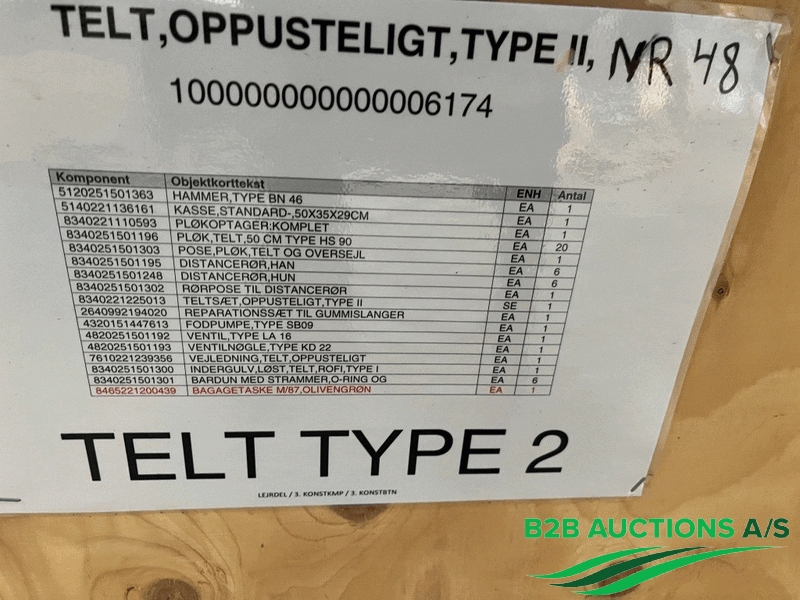 TELT,OPPUSTELIGT,TYPE II, NR 48
100000000000006174
Komponent Objektkorttekst ENH Antal
5120251501363 HAMMER,TYPE BN 46 EA 1
5140221136161 KASSE,STANDARD-,50X35X29CM EA 1
8340221110593 PLØKOPTAGER:KOMPLET EA 1
8340251501196 PLØK,TELT,50 CM TYPE HS 90 EA 20
8340251501303 POSE,PLØK,TELT OG OVERSEJL EA 1
8340251501195 DISTANCERØR,HAN EA 6
8340251501248 DISTANCERØR,HUN EA 6
8340251501302 RØRPOSE TIL DISTANCERØR EA 1
8340221225013 TELTSÆT,OPPUSTELIGT,TYPE II SE 1
2640992194020 REPARATIONSSÆT TIL GUMMISLANGER EA 1
4320151447613 FODPUMPE,TYPE SB09 EA 1
4820251501192 VENTIL,TYPE LA 16 EA 1
4820251501193 VENTILNØGLE,TYPE KD 22 EA 1
7610221239356 VEJLEDNING,TELT,OPPUSTELIGT EA 1
8340251501300 INDERGULV,LØST,TELT,ROFI,TYPE I EA 1
8340251501301 BARDUN MED STRAMMER,O-RING OG EA 6
8465221200439 BAGAGETASKE M/87,OLIVENGRØN EA 1
TELT TYPE 2
LEJRDEL / 3. KONSTKMP / 3. KONSTBTN
B2B AUCTIONS A/S